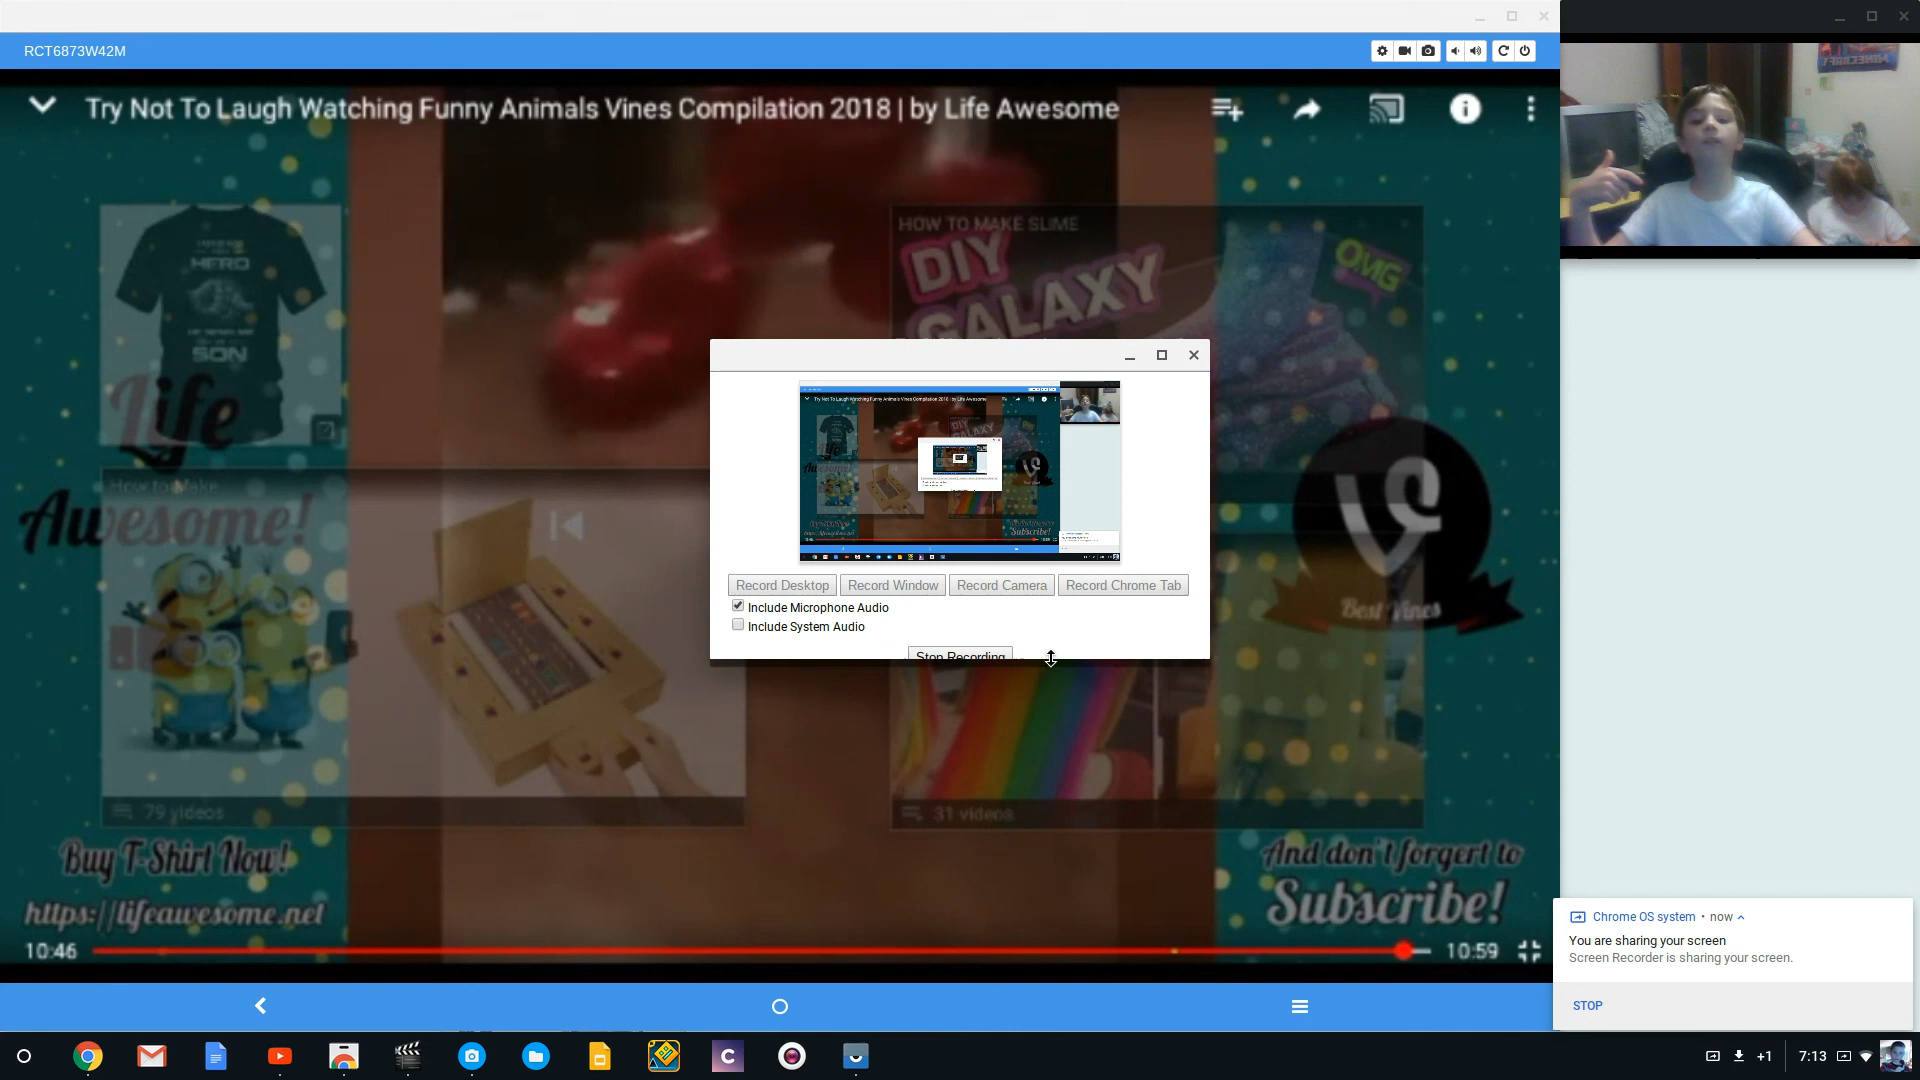 RCT6873W42M
Try Not To Laugh Watching Funny Animals Vines Compilation 2018 | by Life Awesome
HERO
SON
HOW TO MAKE SLIME
DIY
GALAXY
OMG
Life
Awesome!
How to Make
Record Desktop
Record Window
Record Camera
Record Chrome Tab
Include Microphone Audio
Include System Audio
Stop Recording
Best Vines
79 videos
31 videos
Buy T-Shirt Now!
https://lifeawesome.net
And don't forgert to
Subscribe!
10:46
10:59
Chrome OS system • now
You are sharing your screen
Screen Recorder is sharing your screen.
STOP
+1
7:13